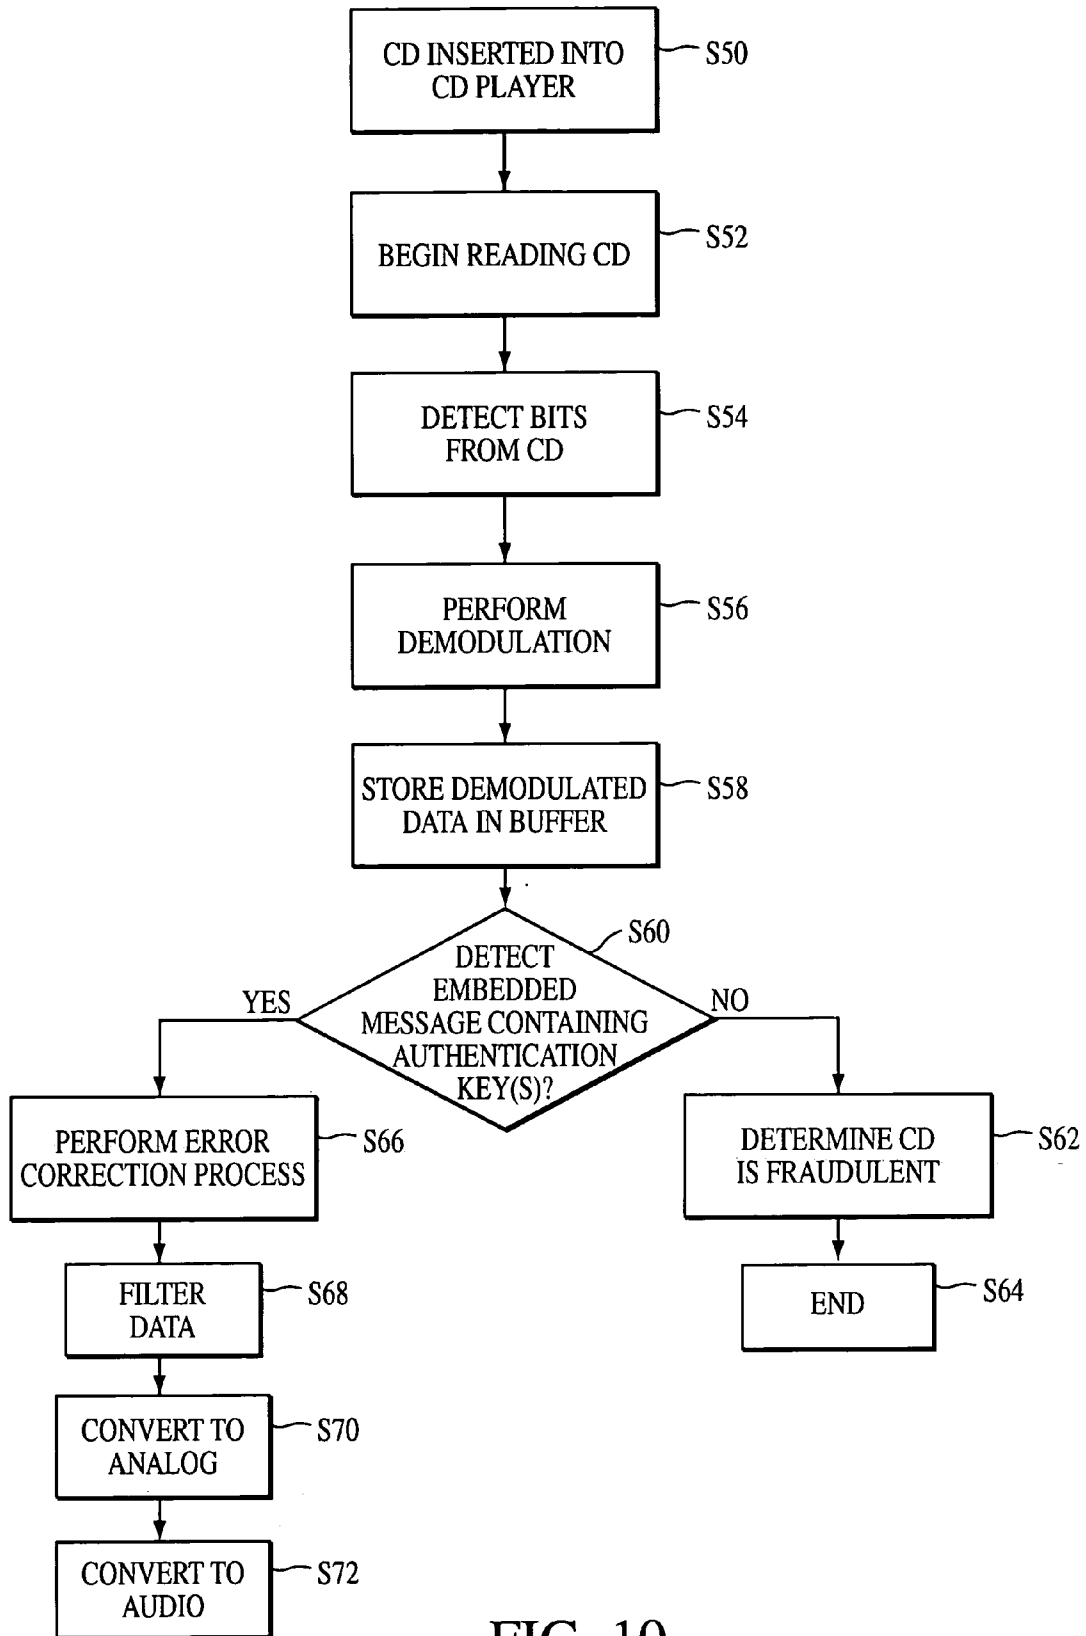 CD INSERTED INTO
CD PLAYER
S50
BEGIN READING CD
S52
DETECT BITS
FROM CD
S54
PERFORM
DEMODULATION
S56
STORE DEMODULATED
DATA IN BUFFER
S58
DETECT
EMBEDDED
MESSAGE CONTAINING
AUTHENTICATION
KEY(S)?
S60
YES
NO
PERFORM ERROR
CORRECTION PROCESS
S66
DETERMINE CD
IS FRAUDULENT
S62
FILTER
DATA
S68
END
S64
CONVERT TO
ANALOG
S70
CONVERT TO
AUDIO
S72
FIG. 10